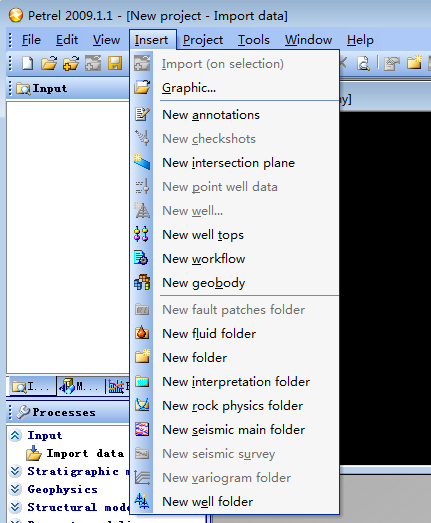 Petrel 2009.1.1 - [New project - Import data]
File Edit View Insert Project Tools Window Help
Import (on selection)
Input
Graphic...
New annotations
New checkshots
New intersection plane
New point well data
New well...
New well tops
New workflow
New geobody
New fault patches folder
New fluid folder
New folder
New interpretation folder
I... M...
New rock physics folder
Processes
New seismic main folder
Input
Import data
New seismic survey
Stratigraphic
New variogram folder
Geophysics
New well folder
Structural mode